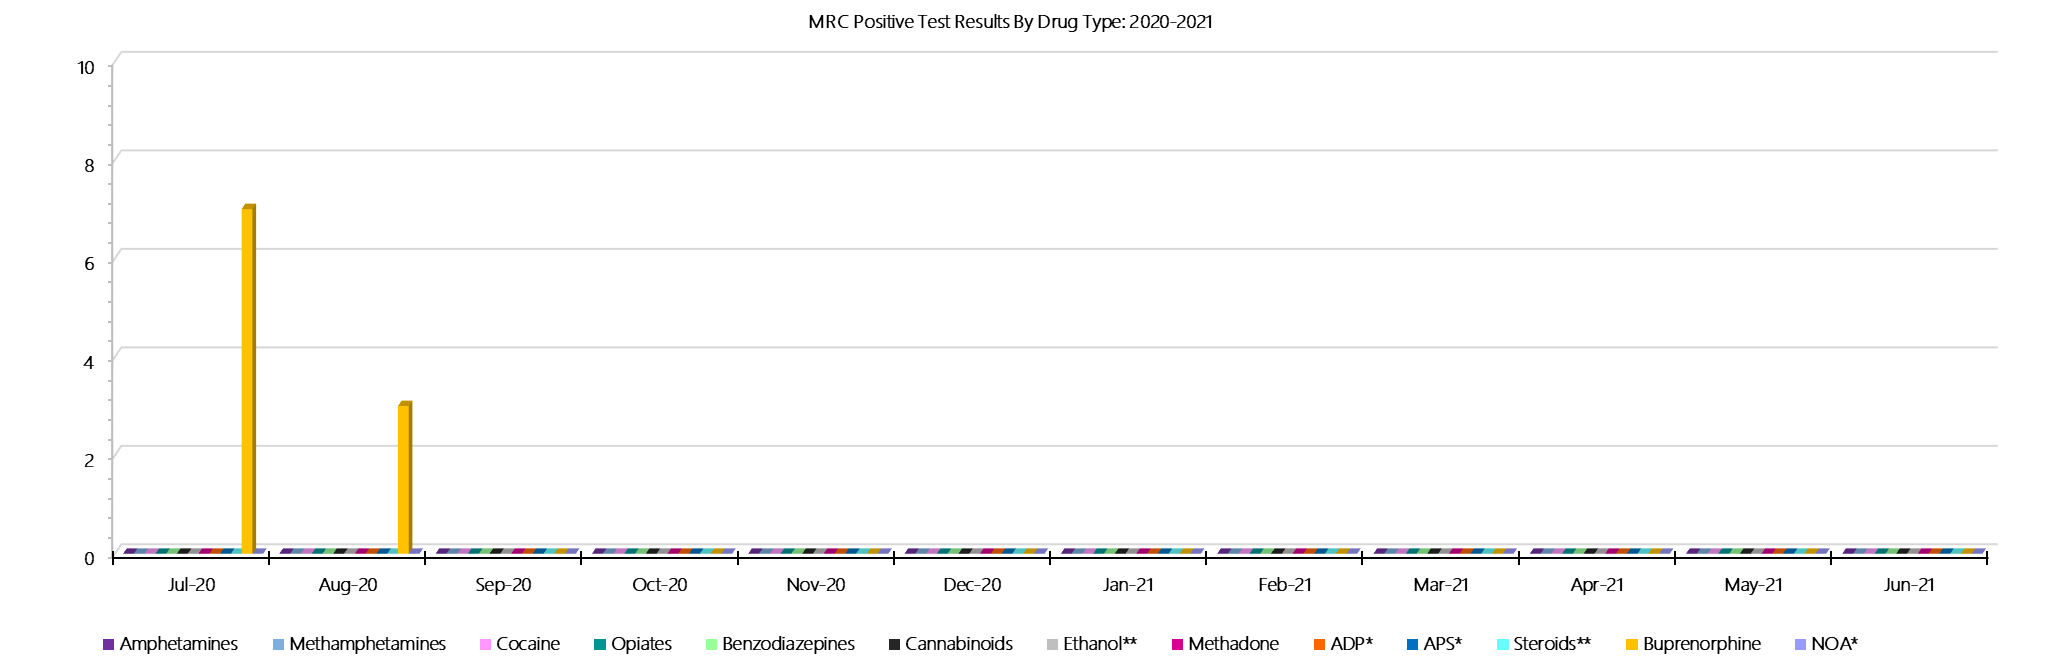 MRC Positive Test Results By Drug Type: 2020-2021
10
8
6
4
2
0
Jul-20 Aug-20 Sep-20 Oct-20 Nov-20 Dec-20 Jan-21 Feb-21 Mar-21 Apr-21 May-21 Jun-21
Amphetamines Methamphetamines Cocaine Opiates Benzodiazepines Cannabinoids Ethanol** Methadone ADP* APS* Steroids** Buprenorphine NOA*